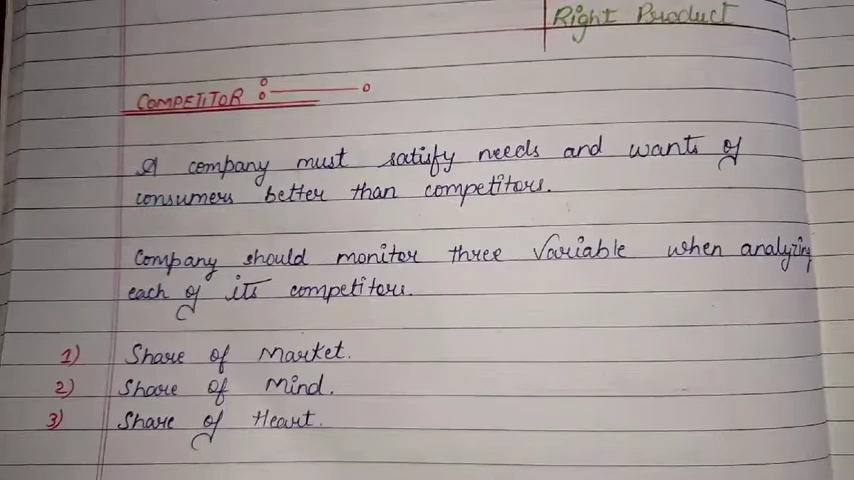 Right Product
COMPETITOR :-
A company must satisfy needs and wants of
consumers better than competitors.
Company should monitor three Variable when analyzing
each of its competitors.
1) Share of Market.
2) Share of Mind.
3) Share of Heart.